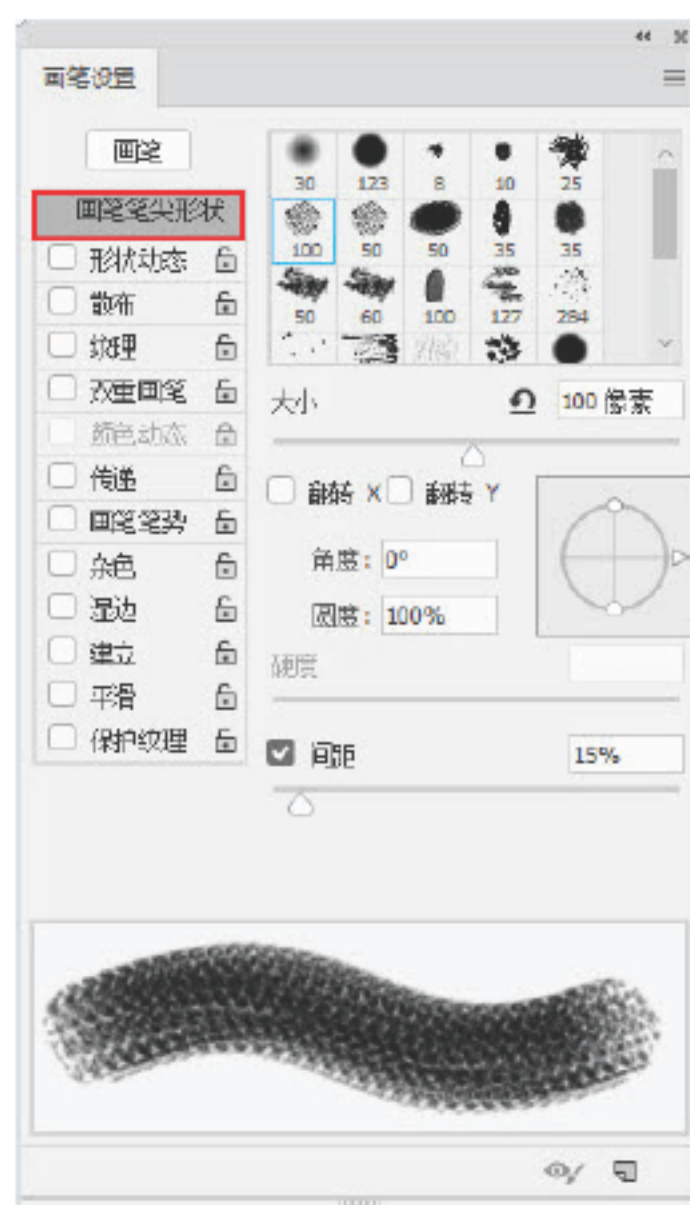 画笔设置
画笔
画笔笔尖形状
形状动态
散布
纹理
双重画笔
颜色动态
传递
画笔笔势
杂色
湿边
建立
平滑
保护纹理
30 123 8 10 25
100 50 50 35 35
50 60 100 127 284
大小 100 像素
翻转 X 翻转 Y
角度: 0°
圆度: 100%
硬度
间距 15%